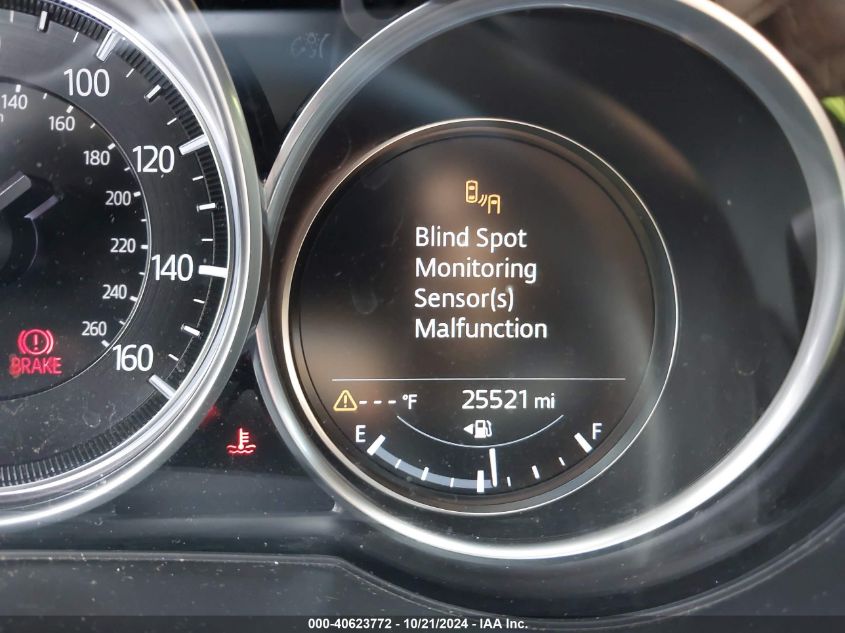 100
120
140
160
140
160
180
200
220
240
260
BRAKE
Blind Spot
Monitoring
Sensor(s)
Malfunction
--- °F 25521 mi
E F
000-40623772 - 10/21/2024 - IAA Inc.